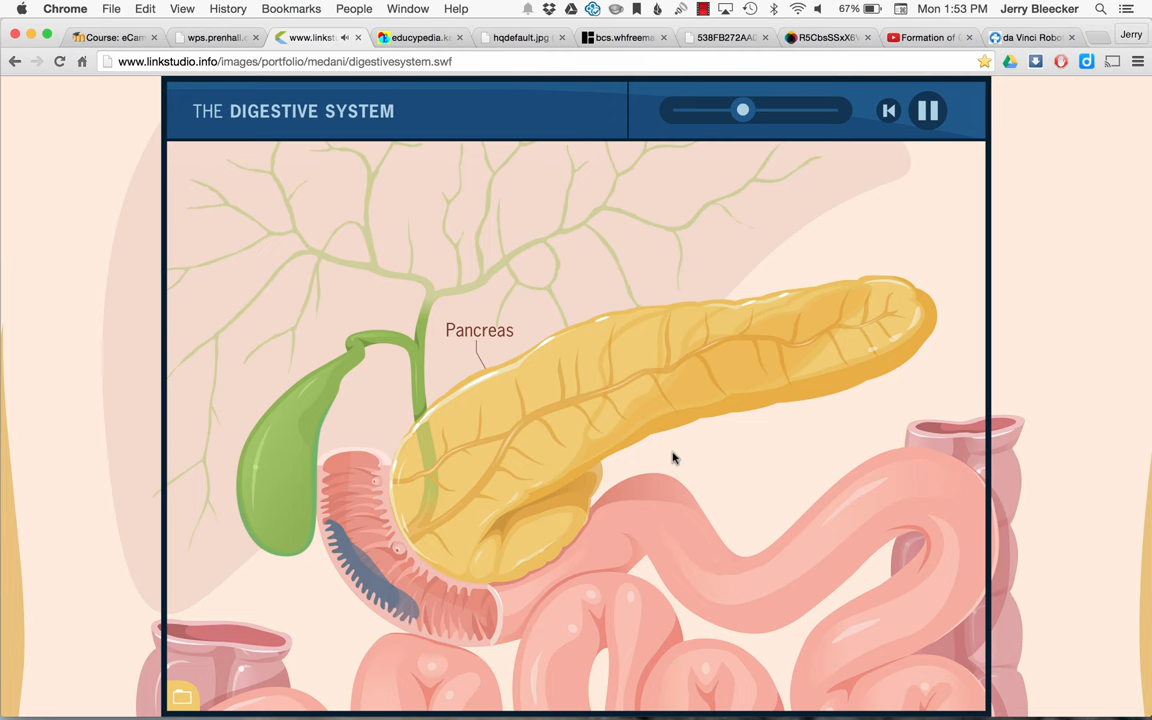 Chrome File Edit View History Bookmarks People Window Help 67% Mon 1:53 PM Jerry Bleecker
Course: eCam wps.prenhall. www.linkst educypedia.k hqdefault.jpg ( bcs.whfreem 538FB272AA R5CbsSSxX6 Formation of da Vinci Robo Jerry
www.linkstudio.info/images/portfolio/medani/digestivesystem.swf
THE DIGESTIVE SYSTEM
Pancreas